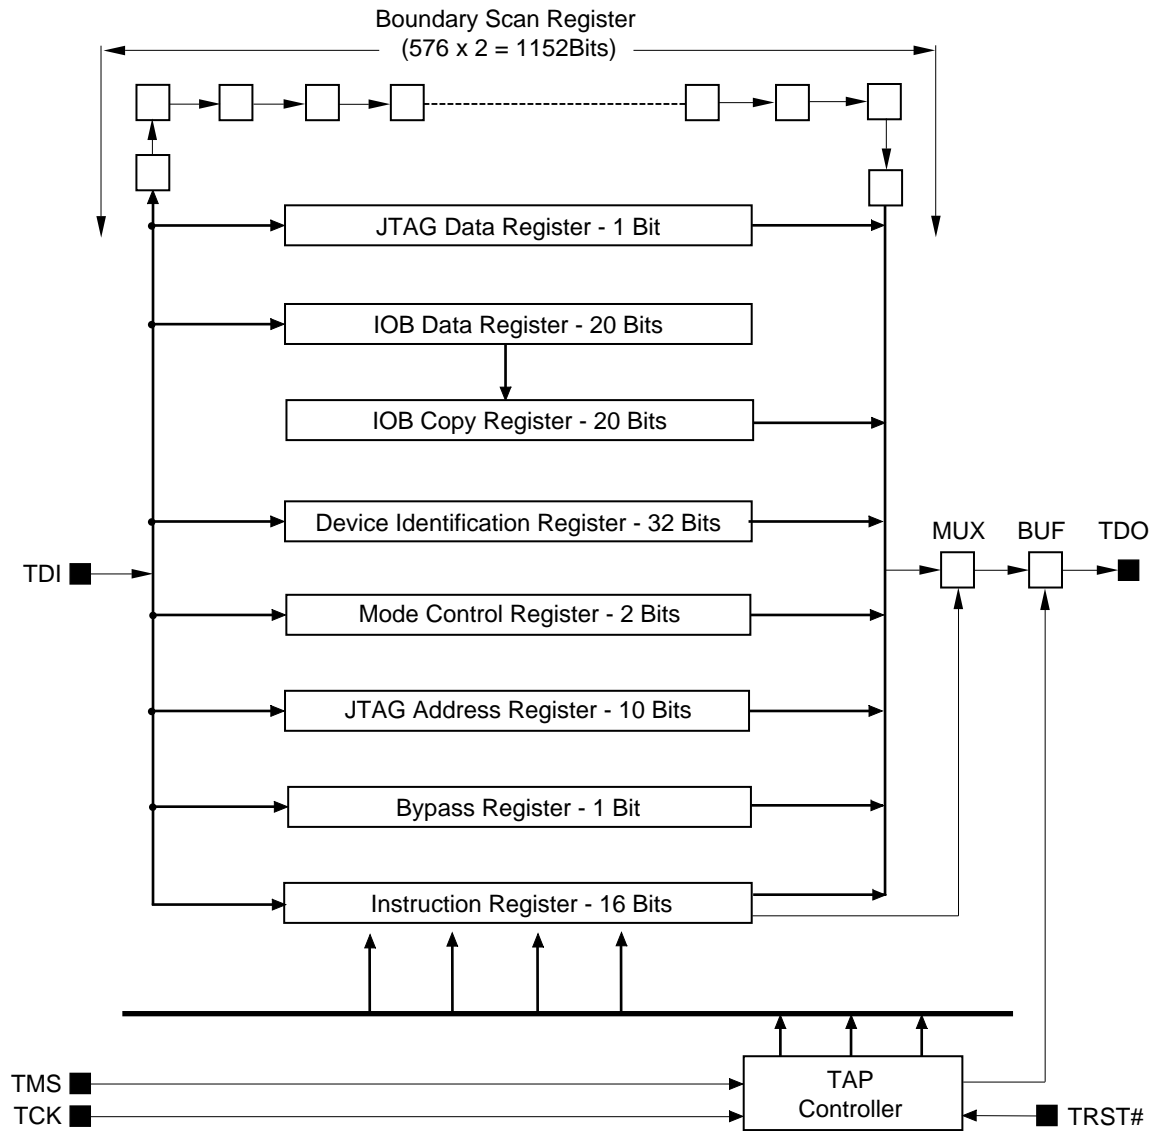 Boundary Scan Register
(576 x 2 = 1152Bits)
JTAG Data Register - 1 Bit
IOB Data Register - 20 Bits
IOB Copy Register - 20 Bits
Device Identification Register - 32 Bits
MUX BUF TDO
TDI
Mode Control Register - 2 Bits
JTAG Address Register - 10 Bits
Bypass Register - 1 Bit
Instruction Register - 16 Bits
TMS
TCK
TAP
Controller
TRST#